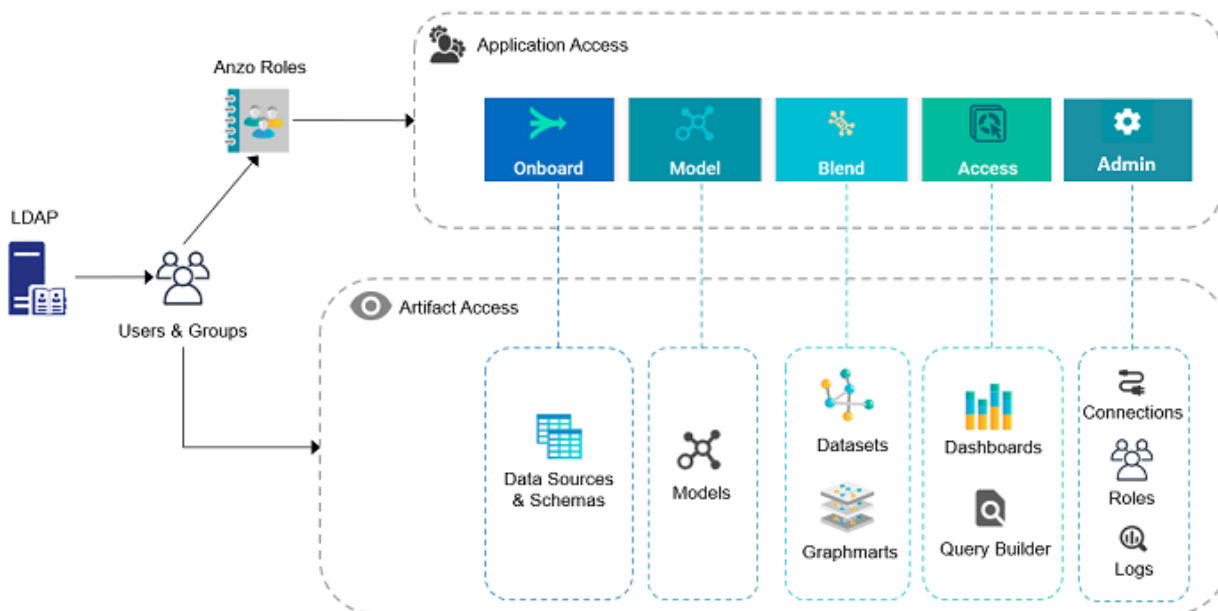 Application Access
Anzo Roles
Onboard
Model
Blend
Access
Admin
LDAP
Users & Groups
Artifact Access
Data Sources
& Schemas
Models
Datasets
Graphmarts
Dashboards
Query Builder
Connections
Roles
Logs